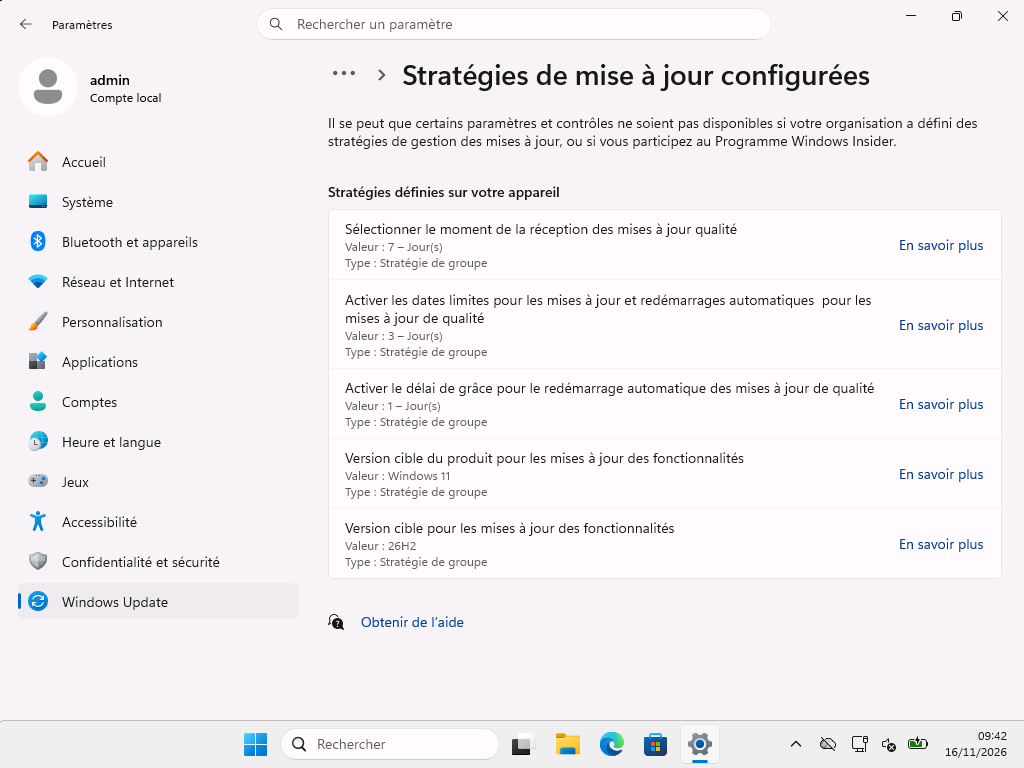 Paramètres
Rechercher un paramètre
admin
Compte local
Accueil
Système
Bluetooth et appareils
Réseau et Internet
Personnalisation
Applications
Comptes
Heure et langue
Jeux
Accessibilité
Confidentialité et sécurité
Windows Update
Stratégies de mise à jour configurées
Il se peut que certains paramètres et contrôles ne soient pas disponibles si votre organisation a défini des
stratégies de gestion des mises à jour, ou si vous participez au Programme Windows Insider.
Stratégies définies sur votre appareil
Sélectionner le moment de la réception des mises à jour qualité
Valeur : 7 – Jour(s)
Type : Stratégie de groupe
En savoir plus
Activer les dates limites pour les mises à jour et redémarrages automatiques  pour les
mises à jour de qualité
Valeur : 3 – Jour(s)
Type : Stratégie de groupe
En savoir plus
Activer le délai de grâce pour le redémarrage automatique des mises à jour de qualité
Valeur : 1 – Jour(s)
Type : Stratégie de groupe
En savoir plus
Version cible du produit pour les mises à jour des fonctionnalités
Valeur : Windows 11
Type : Stratégie de groupe
En savoir plus
Version cible pour les mises à jour des fonctionnalités
Valeur : 26H2
Type : Stratégie de groupe
En savoir plus
Obtenir de l’aide
Rechercher
09:42
16/11/2026